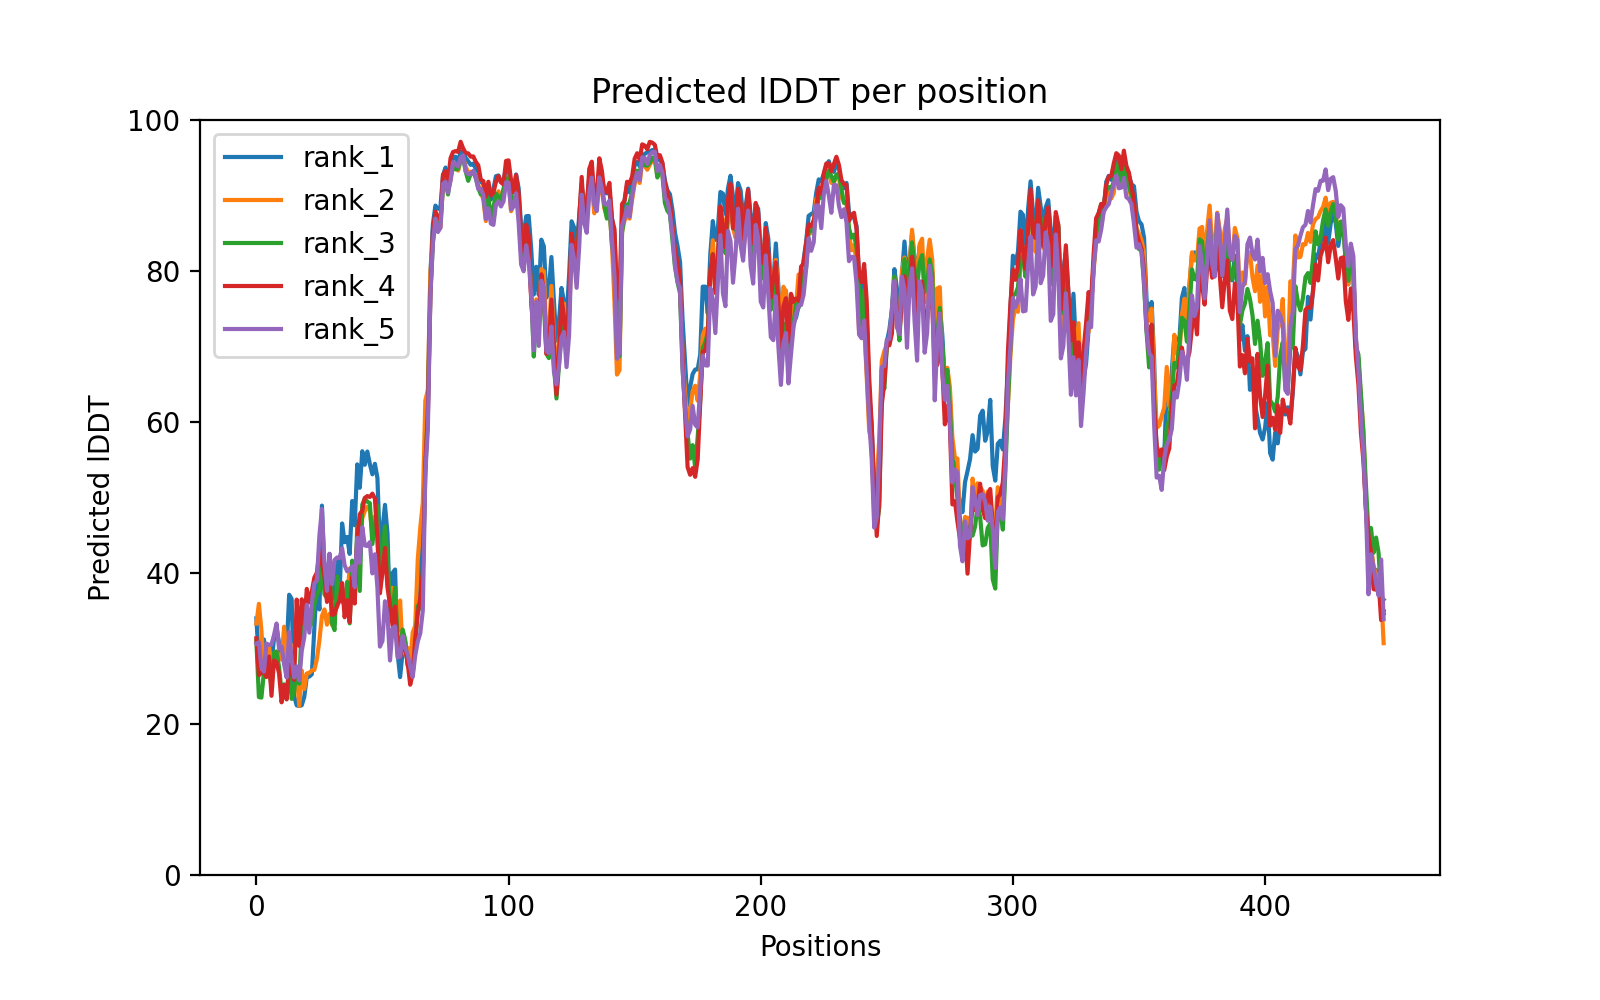 Predicted lDDT per position
100
80
60
40
20
0
Predicted lDDT
rank_1
rank_2
rank_3
rank_4
rank_5
0 100 200 300 400
Positions